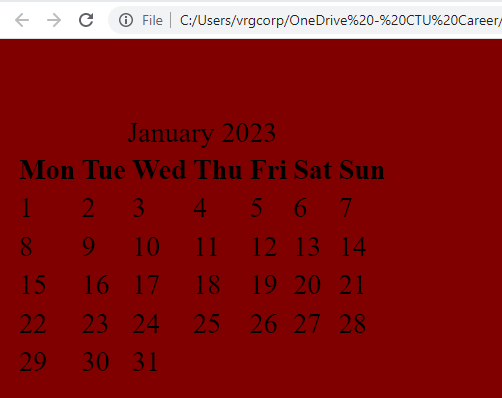 File C:/Users/vrgcorp/OneDrive%20-%20CTU%20Career/
January 2023
Mon Tue Wed Thu Fri Sat Sun
1 2 3 4 5 6 7
8 9 10 11 12 13 14
15 16 17 18 19 20 21
22 23 24 25 26 27 28
29 30 31